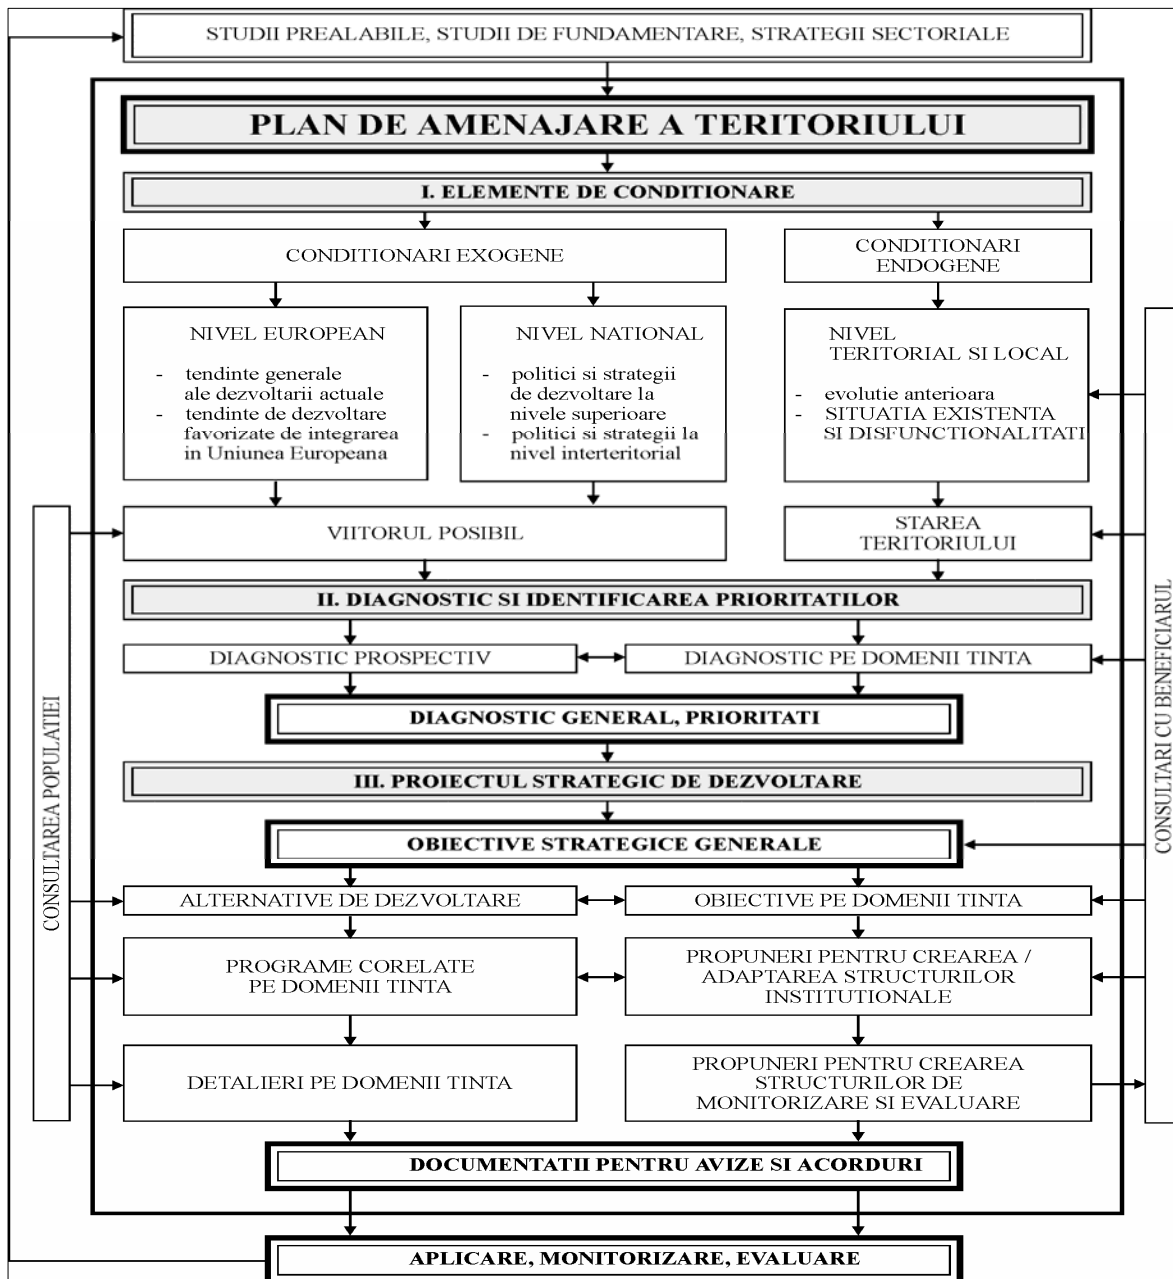 STUDII PREALABILE, STUDII DE FUNDAMENTARE, STRATEGII SECTORIALE
PLAN DE AMENAJARE A TERITORIULUI
I. ELEMENTE DE CONDITIONARE
CONDITIONARI EXOGENE
CONDITIONARI
ENDOGENE
NIVEL EUROPEAN
- tendinte generale
ale dezvoltarii actuale
- tendinte de dezvoltare
favorizate de integrarea
in Uniunea Europeana
NIVEL NATIONAL
- politici si strategii
de dezvoltare la
nivele superioare
- politici si strategii la
nivel interteritorial
NIVEL
TERITORIAL SI LOCAL
- evolutie anterioara
- SITUATIA EXISTENTA
SI DISFUNCTIONALITATI
VIITORUL POSIBIL
STAREA
TERITORIULUI
II. DIAGNOSTIC SI IDENTIFICAREA PRIORITATILOR
DIAGNOSTIC PROSPECTIV
DIAGNOSTIC PE DOMENII TINTA
DIAGNOSTIC GENERAL, PRIORITATI
III. PROIECTUL STRATEGIC DE DEZVOLTARE
OBIECTIVE STRATEGICE GENERALE
ALTERNATIVE DE DEZVOLTARE
OBIECTIVE PE DOMENII TINTA
PROGRAME CORELATE
PE DOMENII TINTA
PROPUNERI PENTRU CREAREA /
ADAPTAREA STRUCTURILOR
INSTITUTIONALE
DETALIERI PE DOMENII TINTA
PROPUNERI PENTRU CREAREA
STRUCTURILOR DE
MONITORIZARE SI EVALUARE
DOCUMENTATII PENTRU AVIZE SI ACORDURI
APLICARE, MONITORIZARE, EVALUARE
CONSULTAREA POPULATIEI
CONSULTARI CU BENEFICIARUL